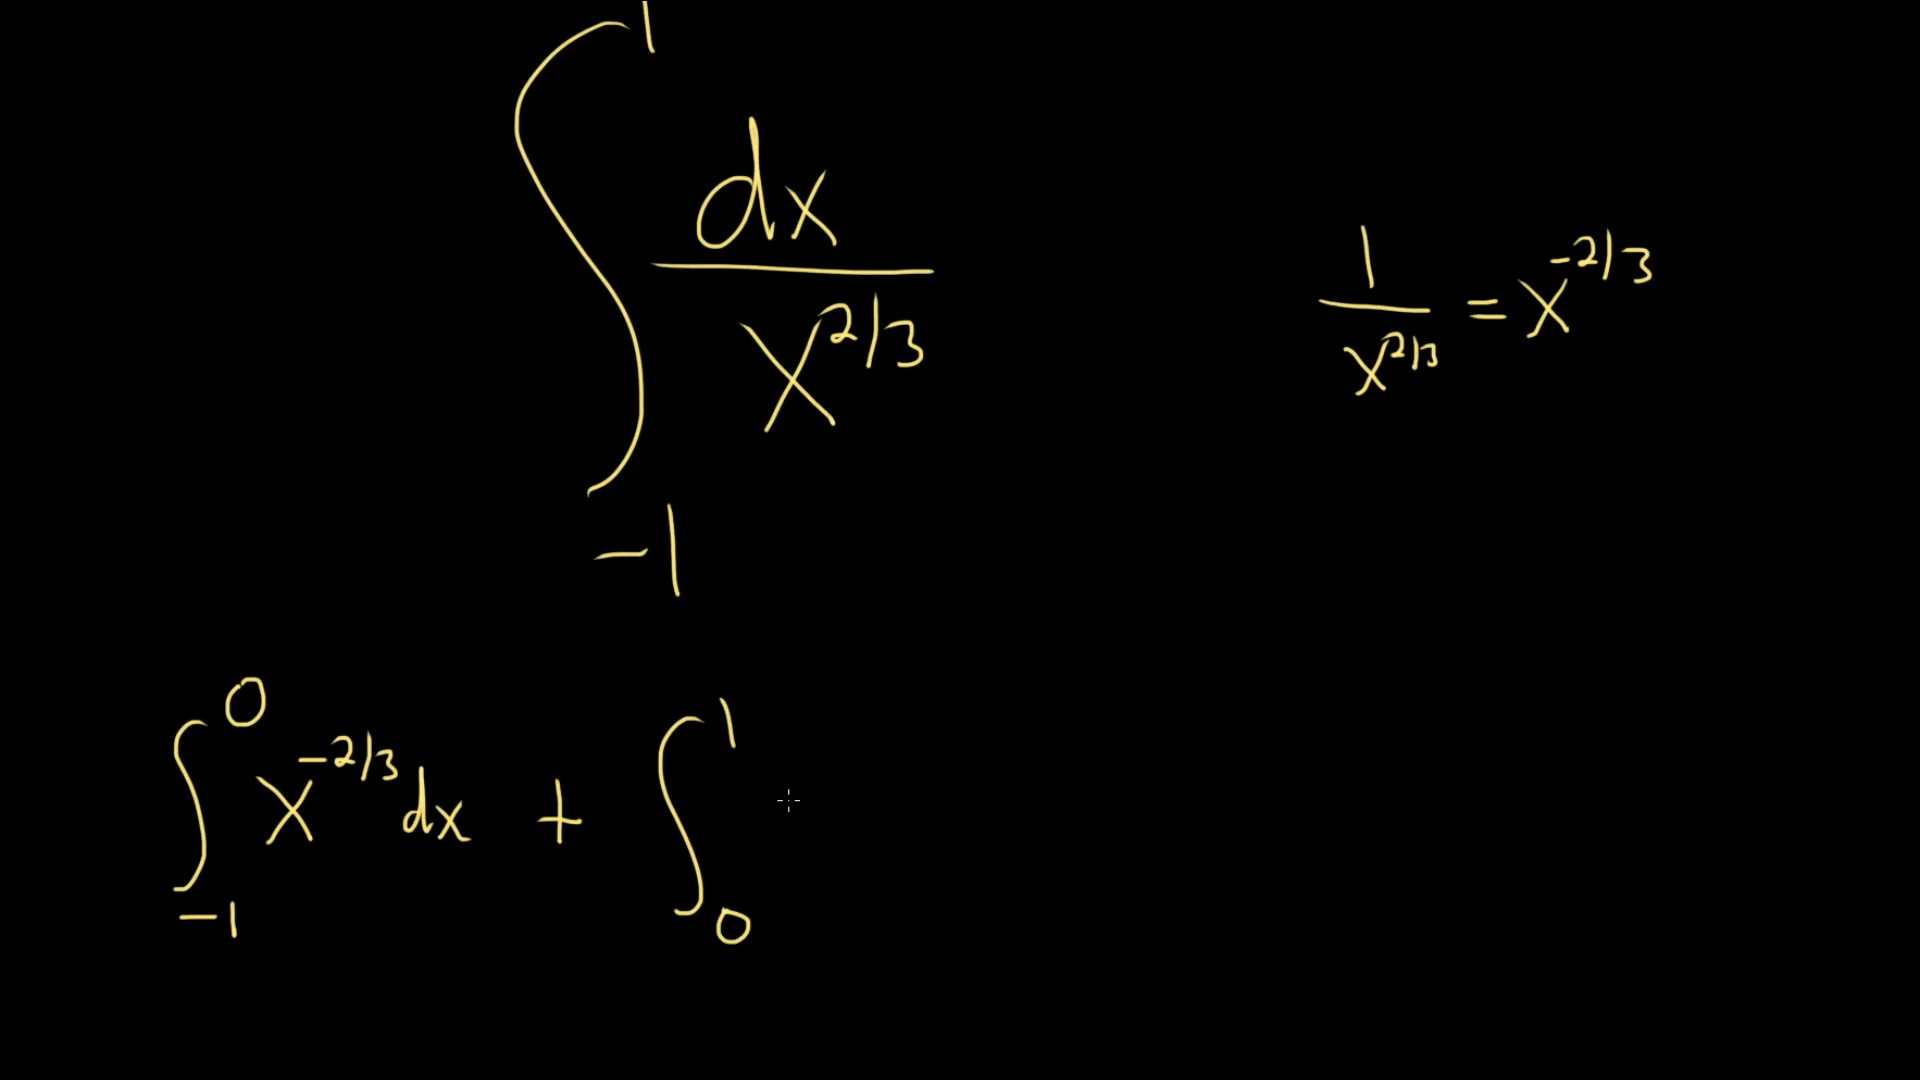 ∫_{-1}^{1} dx / x^{2/3}
1 / x^{2/3} = x^{-2/3}
∫_{-1}^{0} x^{-2/3} dx + ∫_{0}^{1}